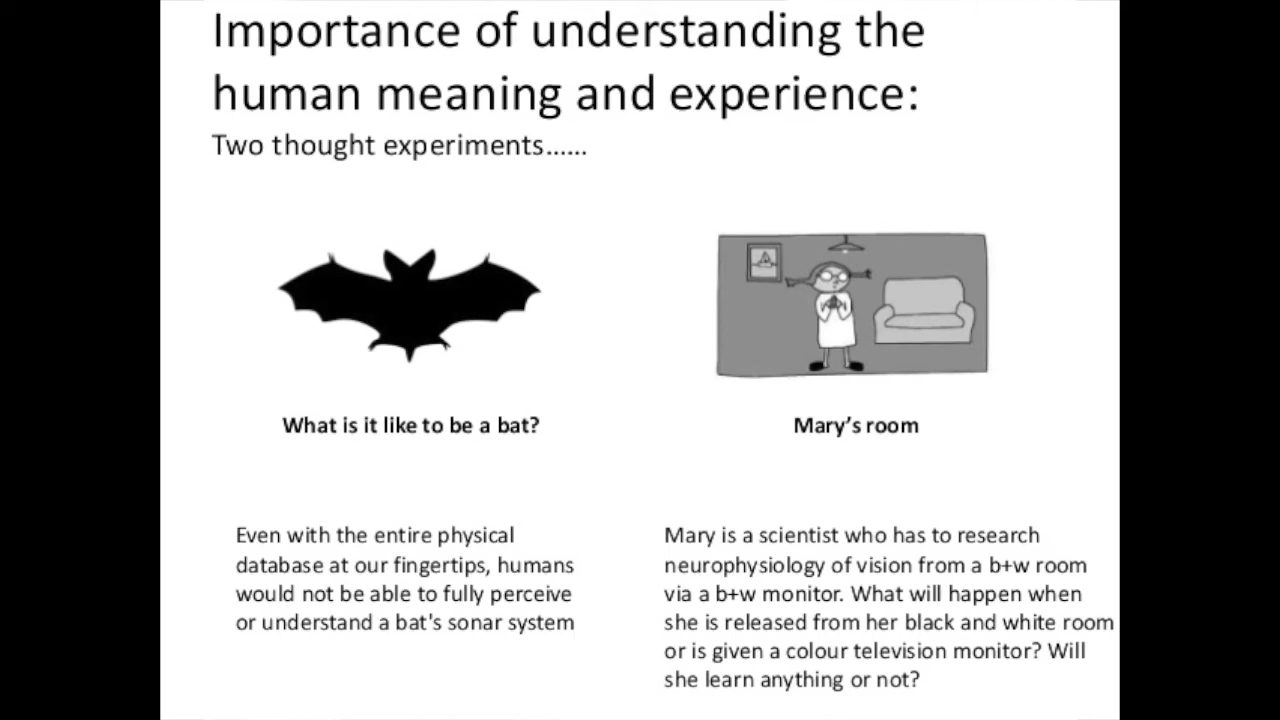 Importance of understanding the
human meaning and experience:
Two thought experiments......
What is it like to be a bat?
Mary’s room
Even with the entire physical
database at our fingertips, humans
would not be able to fully perceive
or understand a bat's sonar system
Mary is a scientist who has to research
neurophysiology of vision from a b+w room
via a b+w monitor. What will happen when
she is released from her black and white room
or is given a colour television monitor? Will
she learn anything or not?